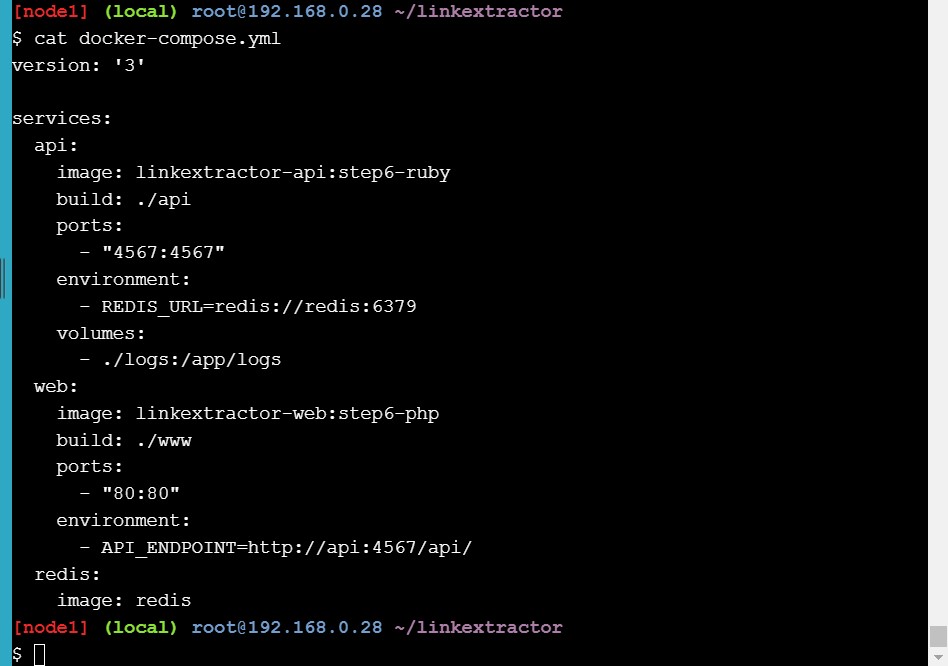 [node1] (local) root@192.168.0.28 ~/linkextractor
$ cat docker-compose.yml
version: '3'

services:
  api:
    image: linkextractor-api:step6-ruby
    build: ./api
    ports:
      - "4567:4567"
    environment:
      - REDIS_URL=redis://redis:6379
    volumes:
      - ./logs:/app/logs
  web:
    image: linkextractor-web:step6-php
    build: ./www
    ports:
      - "80:80"
    environment:
      - API_ENDPOINT=http://api:4567/api/
  redis:
    image: redis
[node1] (local) root@192.168.0.28 ~/linkextractor
$